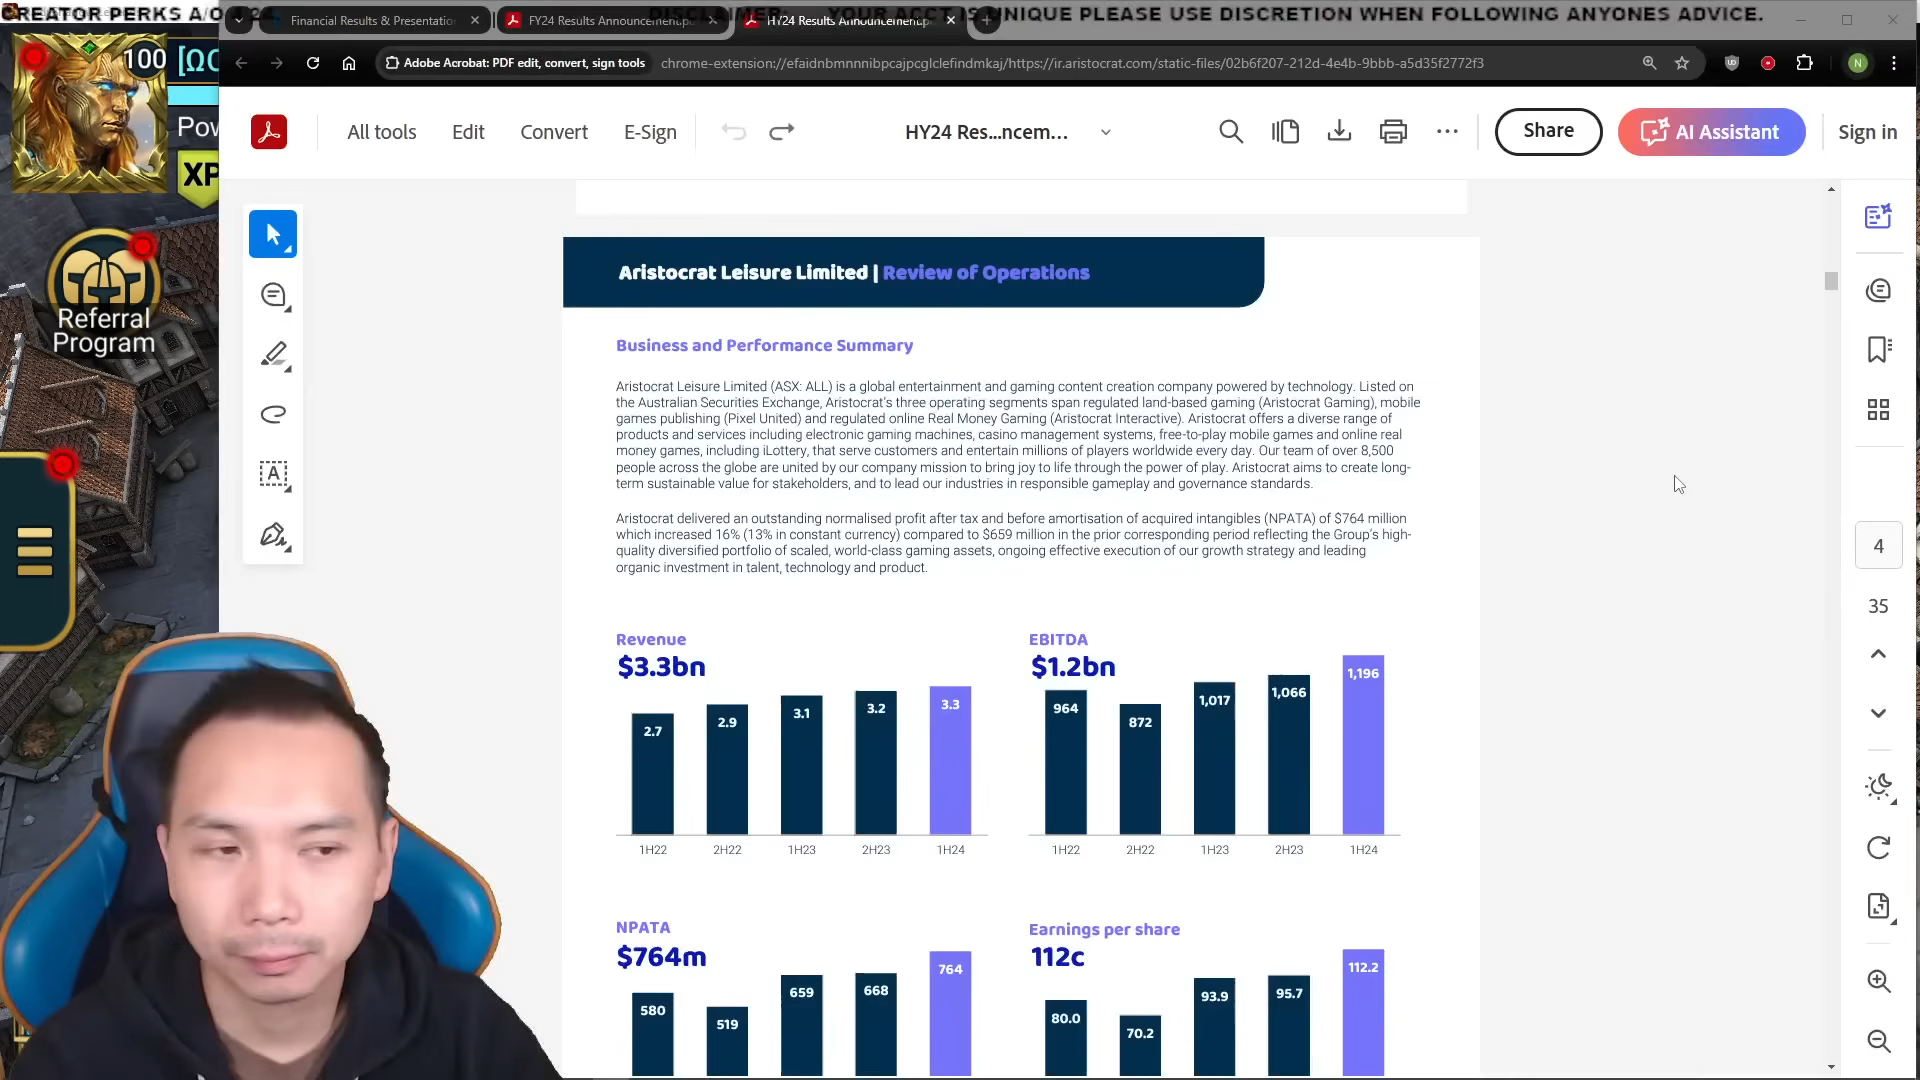 CREATOR PERKS A/O
DISCLAIMER: YOUR ACCT IS UNIQUE PLEASE USE DISCRETION WHEN FOLLOWING ANYONES ADVICE.
Financial Results & Presentation
FY24 Results Announcement.p
HY24 Results Announcement.p
Adobe Acrobat: PDF edit, convert, sign tools
chrome-extension://efaidnbmnnnibpcajpcglclefindmkaj/https://ir.aristocrat.com/static-files/02b6f207-212d-4e4b-9bbb-a5d35f2772f3
N
100
Pow
XP
Referral
Program
All tools
Edit
Convert
E-Sign
HY24 Res...ncem...
Share
AI Assistant
Sign in
Aristocrat Leisure Limited | Review of Operations
Business and Performance Summary
Aristocrat Leisure Limited (ASX: ALL) is a global entertainment and gaming content creation company powered by technology. Listed on
the Australian Securities Exchange, Aristocrat's three operating segments span regulated land-based gaming (Aristocrat Gaming), mobile
games publishing (Pixel United) and regulated online Real Money Gaming (Aristocrat Interactive). Aristocrat offers a diverse range of
products and services including electronic gaming machines, casino management systems, free-to-play mobile games and online real
money games, including iLottery, that serve customers and entertain millions of players worldwide every day. Our team of over 8,500
people across the globe are united by our company mission to bring joy to life through the power of play. Aristocrat aims to create long-
term sustainable value for stakeholders, and to lead our industries in responsible gameplay and governance standards.
Aristocrat delivered an outstanding normalised profit after tax and before amortisation of acquired intangibles (NPATA) of $764 million
which increased 16% (13% in constant currency) compared to $659 million in the prior corresponding period reflecting the Group's high-
quality diversified portfolio of scaled, world-class gaming assets, ongoing effective execution of our growth strategy and leading
organic investment in talent, technology and product.
4
35
Revenue
$3.3bn
2.7
2.9
3.1
3.2
3.3
1H22
2H22
1H23
2H23
1H24
EBITDA
$1.2bn
964
872
1,017
1,066
1,196
1H22
2H22
1H23
2H23
1H24
NPATA
$764m
580
519
659
668
764
Earnings per share
112c
80.0
70.2
93.9
95.7
112.2